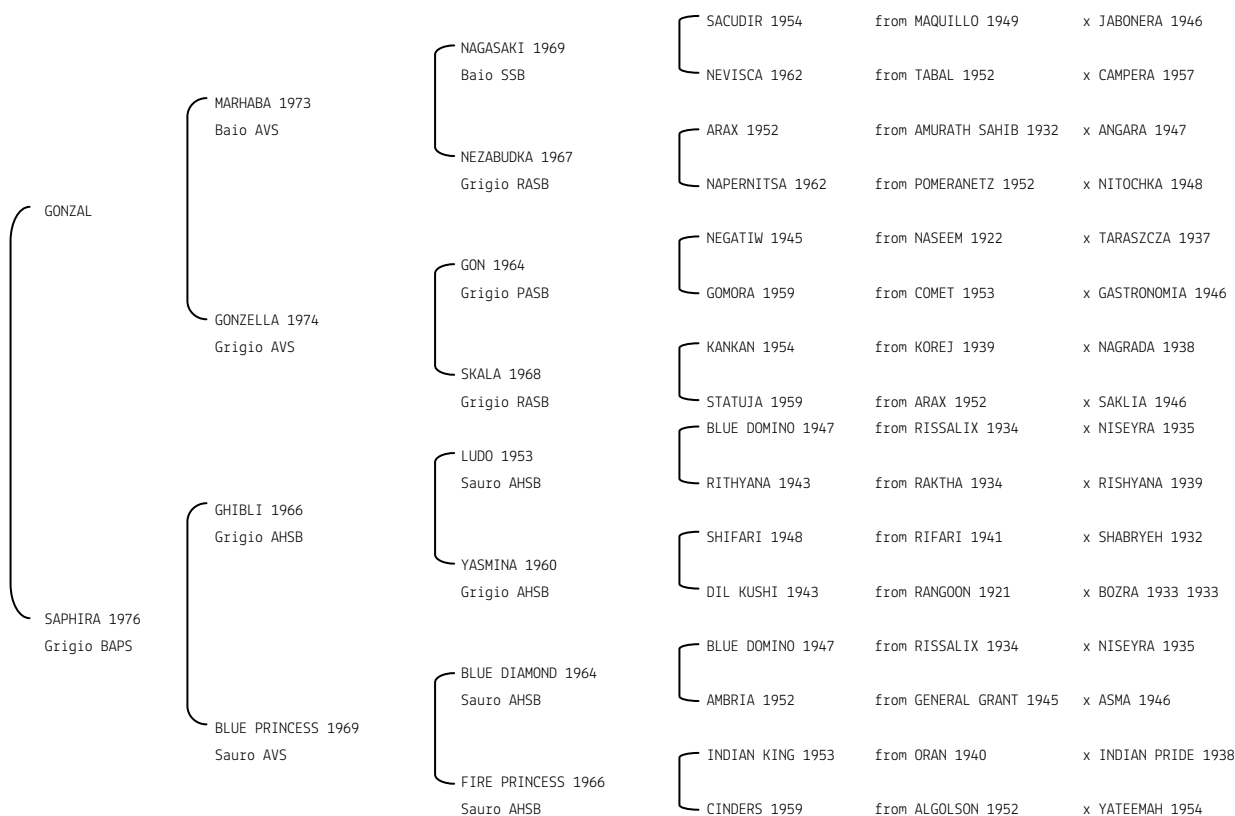 SACUDIR 1954 from MAQUILLO 1949 x JABONERA 1946
NAGASAKI 1969
Baio SSB
NEVISCA 1962 from TABAL 1952 x CAMPERA 1957
MARHABA 1973
Baio AVS
ARAX 1952 from AMURATH SAHIB 1932 x ANGARA 1947
NEZABUDKA 1967
Grigio RASB
NAPERNITSA 1962 from POMERANETZ 1952 x NITOCHKA 1948
GONZAL
NEGATIW 1945 from NASEEM 1922 x TARASZCZA 1937
GON 1964
Grigio PASB
GOMORA 1959 from COMET 1953 x GASTRONOMIA 1946
GONZELLA 1974
Grigio AVS
KANKAN 1954 from KOREJ 1939 x NAGRADA 1938
SKALA 1968
Grigio RASB
STATUJA 1959 from ARAX 1952 x SAKLIA 1946
BLUE DOMINO 1947 from RISSALIX 1934 x NISEYRA 1935
LUDO 1953
Sauro AHSB
RITHYANA 1943 from RAKTHA 1934 x RISHYANA 1939
GHIBLI 1966
Grigio AHSB
SHIFARI 1948 from RIFARI 1941 x SHABRYEH 1932
YASMINA 1960
Grigio AHSB
DIL KUSHI 1943 from RANGOON 1921 x BOZRA 1933 1933
SAPHIRA 1976
Grigio BAPS
BLUE DOMINO 1947 from RISSALIX 1934 x NISEYRA 1935
BLUE DIAMOND 1964
Sauro AHSB
AMBRIA 1952 from GENERAL GRANT 1945 x ASMA 1946
BLUE PRINCESS 1969
Sauro AVS
INDIAN KING 1953 from ORAN 1940 x INDIAN PRIDE 1938
FIRE PRINCESS 1966
Sauro AHSB
CINDERS 1959 from ALGOLSON 1952 x YATEEMAH 1954